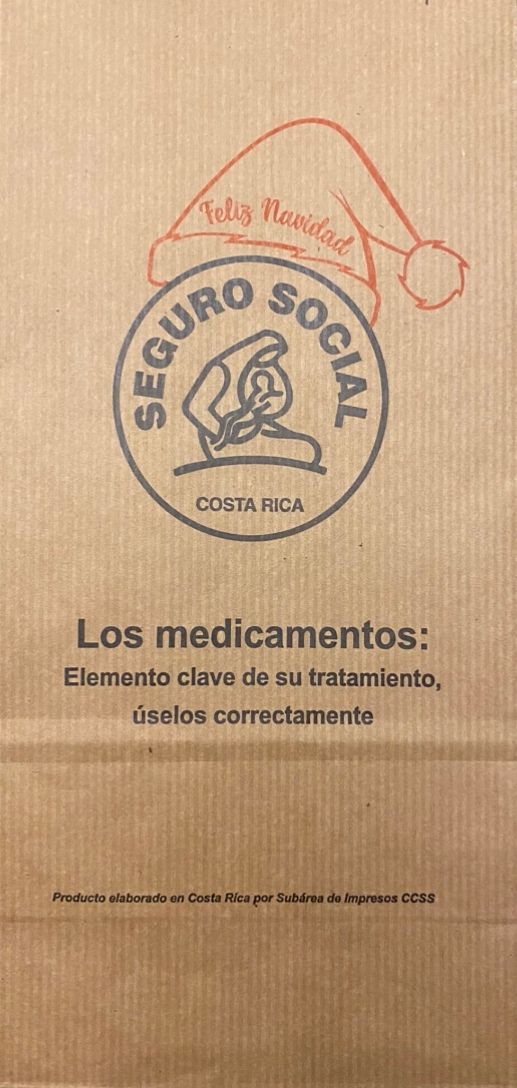 Feliz Navidad
SEGURO SOCIAL
COSTA RICA
Los medicamentos:
Elemento clave de su tratamiento,
úselos correctamente
Producto elaborado en Costa Rica por Subárea de Impresos CCSS